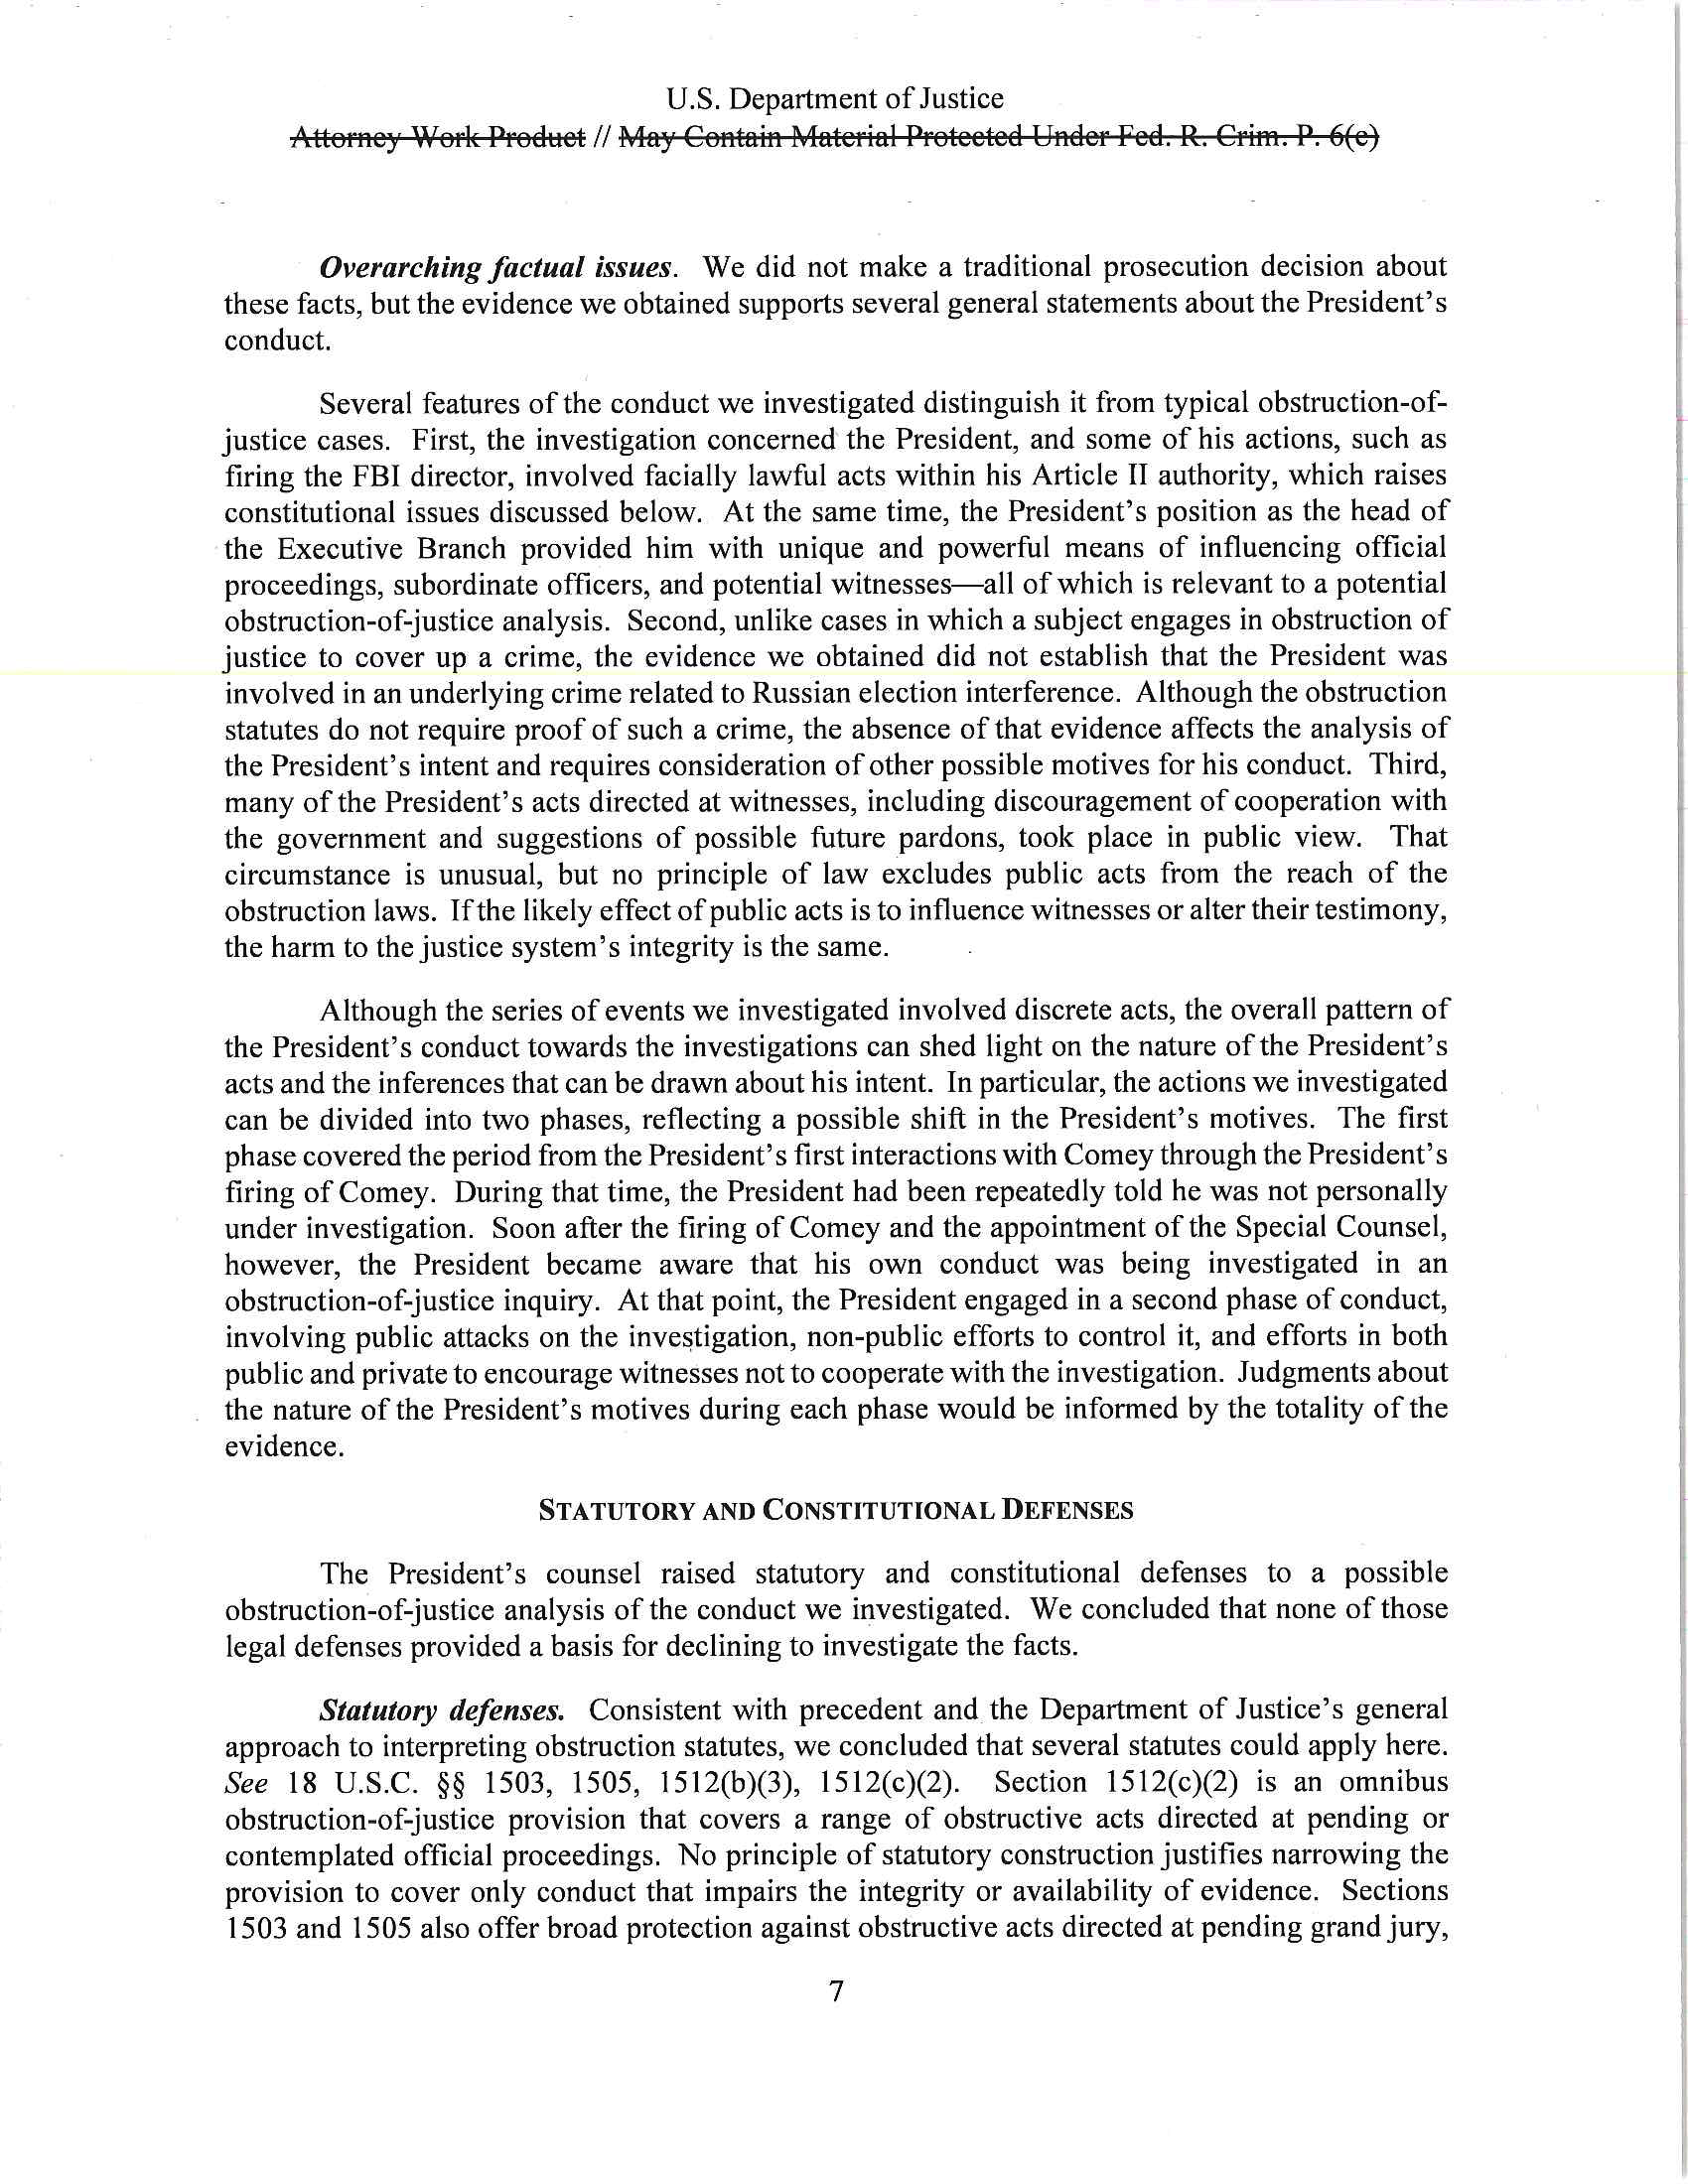 U.S. Department of Justice
Attorney Work Product // May Contain Material Protected Under Fed. R. Crim. P. 6(e)
Overarching factual issues. We did not make a traditional prosecution decision about
these facts, but the evidence we obtained supports several general statements about the President's
conduct.
Several features of the conduct we investigated distinguish it from typical obstruction-of-
justice cases. First, the investigation concerned the President, and some of his actions, such as
firing the FBI director, involved facially lawful acts within his Article II authority, which raises
constitutional issues discussed below. At the same time, the President's position as the head of
the Executive Branch provided him with unique and powerful means of influencing official
proceedings, subordinate officers, and potential witnesses—all of which is relevant to a potential
obstruction-of-justice analysis. Second, unlike cases in which a subject engages in obstruction of
justice to cover up a crime, the evidence we obtained did not establish that the President was
involved in an underlying crime related to Russian election interference. Although the obstruction
statutes do not require proof of such a crime, the absence of that evidence affects the analysis of
the President's intent and requires consideration of other possible motives for his conduct. Third,
many of the President's acts directed at witnesses, including discouragement of cooperation with
the government and suggestions of possible future pardons, took place in public view. That
circumstance is unusual, but no principle of law excludes public acts from the reach of the
obstruction laws. If the likely effect of public acts is to influence witnesses or alter their testimony,
the harm to the justice system's integrity is the same.
Although the series of events we investigated involved discrete acts, the overall pattern of
the President's conduct towards the investigations can shed light on the nature of the President's
acts and the inferences that can be drawn about his intent. In particular, the actions we investigated
can be divided into two phases, reflecting a possible shift in the President's motives. The first
phase covered the period from the President's first interactions with Comey through the President's
firing of Comey. During that time, the President had been repeatedly told he was not personally
under investigation. Soon after the firing of Comey and the appointment of the Special Counsel,
however, the President became aware that his own conduct was being investigated in an
obstruction-of-justice inquiry. At that point, the President engaged in a second phase of conduct,
involving public attacks on the investigation, non-public efforts to control it, and efforts in both
public and private to encourage witnesses not to cooperate with the investigation. Judgments about
the nature of the President's motives during each phase would be informed by the totality of the
evidence.
STATUTORY AND CONSTITUTIONAL DEFENSES
The President's counsel raised statutory and constitutional defenses to a possible
obstruction-of-justice analysis of the conduct we investigated. We concluded that none of those
legal defenses provided a basis for declining to investigate the facts.
Statutory defenses. Consistent with precedent and the Department of Justice's general
approach to interpreting obstruction statutes, we concluded that several statutes could apply here.
See 18 U.S.C. §§ 1503, 1505, 1512(b)(3), 1512(c)(2). Section 1512(c)(2) is an omnibus
obstruction-of-justice provision that covers a range of obstructive acts directed at pending or
contemplated official proceedings. No principle of statutory construction justifies narrowing the
provision to cover only conduct that impairs the integrity or availability of evidence. Sections
1503 and 1505 also offer broad protection against obstructive acts directed at pending grand jury,
7